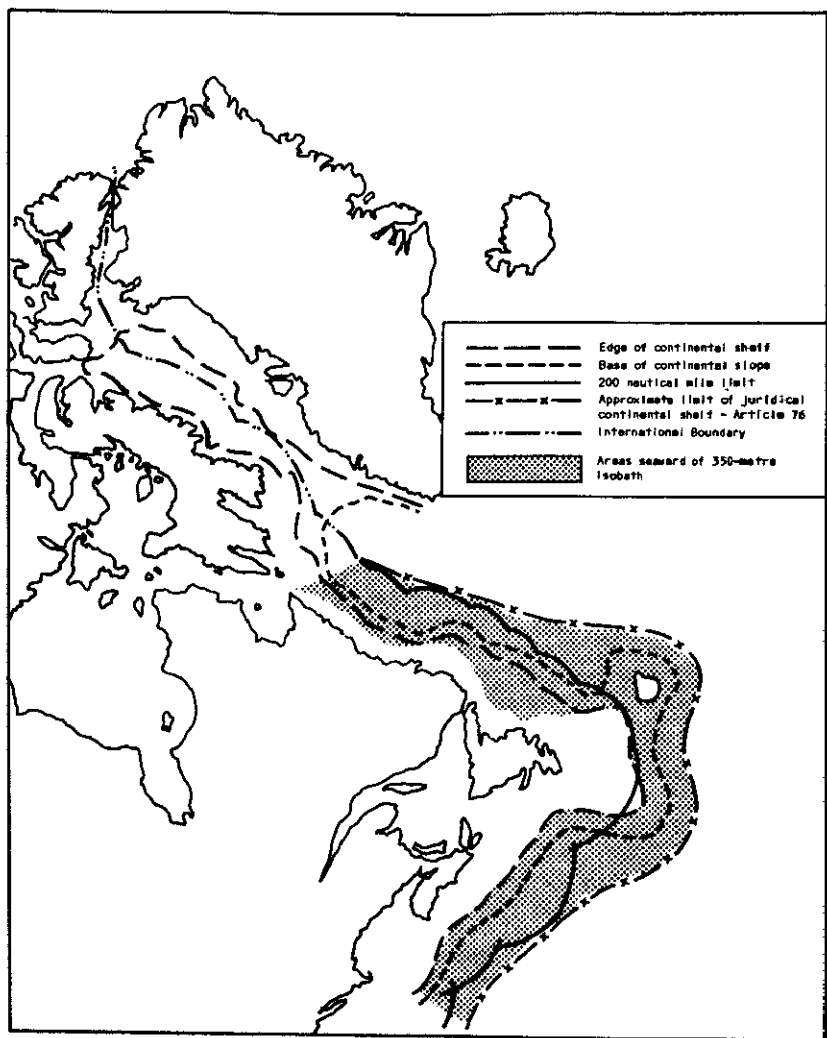 Edge of continental shelf
Base of continental slope
200 nautical mile limit
Approximate limit of juridical
continental shelf - Article 76
International Boundary
Areas seaward of 350-metre
isobath